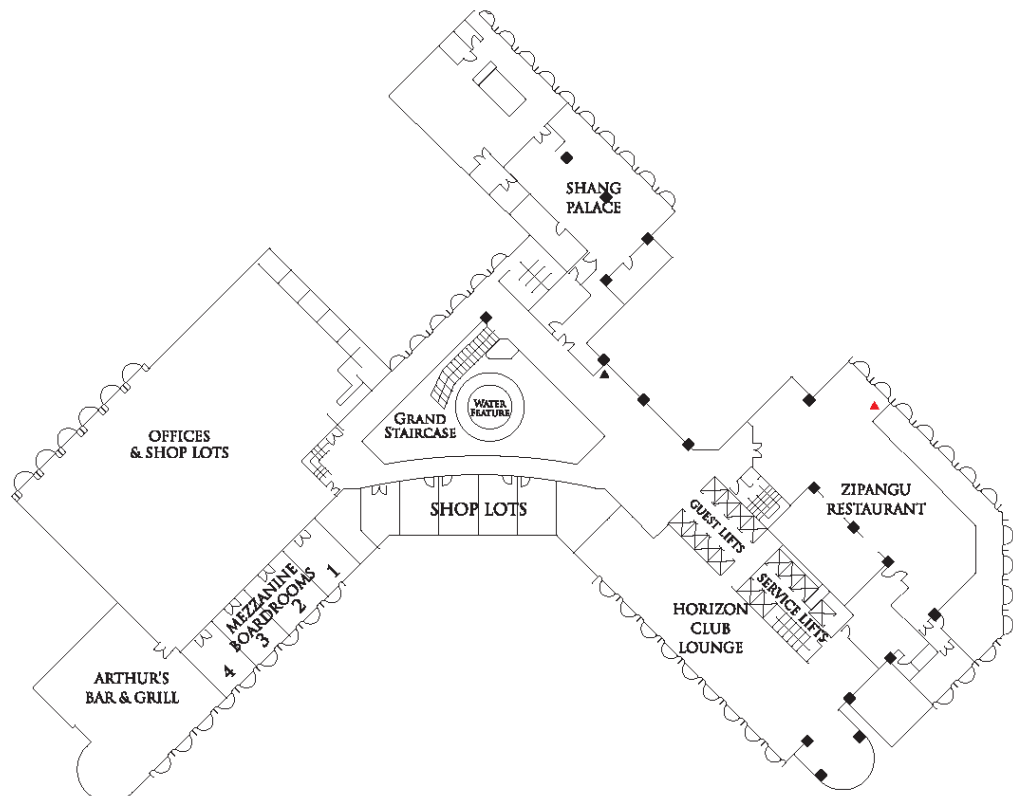 SHANG
PALACE
WATER
FEATURE
GRAND
STAIRCASE
OFFICES
& SHOP LOTS
SHOP LOTS
GUEST LIFTS
ZIPANGU
RESTAURANT
SERVICE LIFTS
MEZZANINE
BOARDROOMS
1
2
3
4
HORIZON
CLUB
LOUNGE
ARTHUR'S
BAR & GRILL